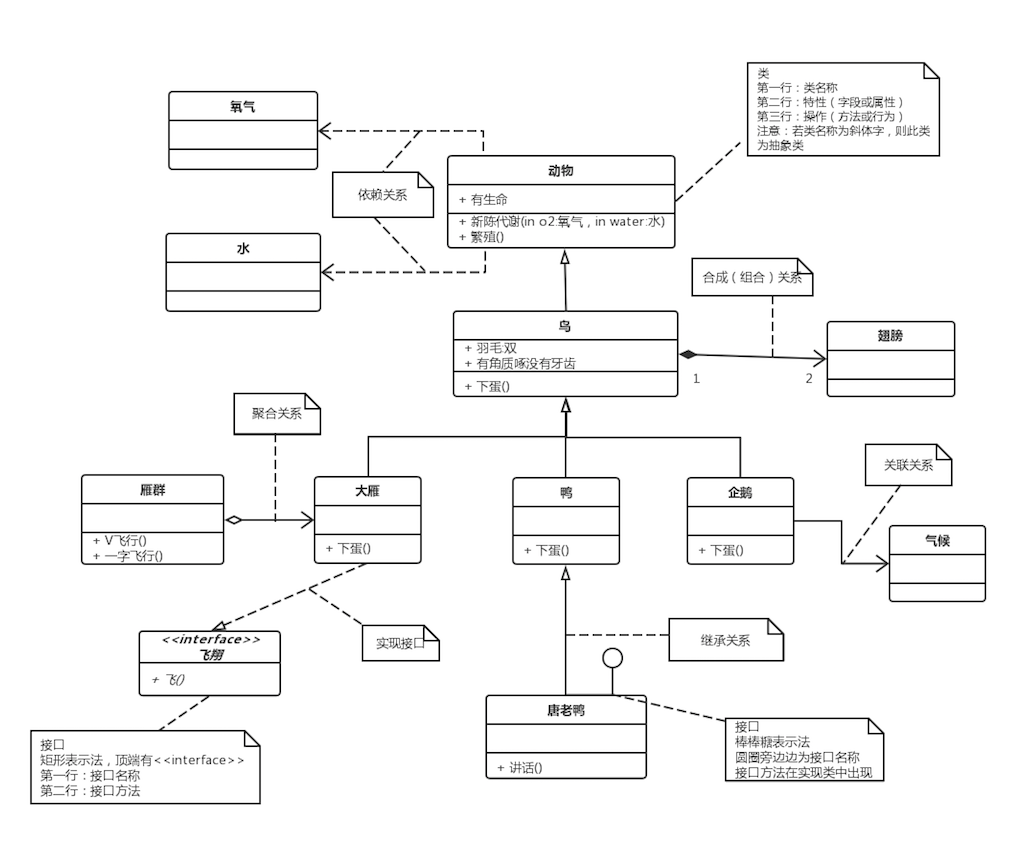 类
第一行：类名称
第二行：特性（字段或属性）
第三行：操作（方法或行为）
注意：若类名称为斜体字，则此类
为抽象类
氧气
动物
+ 有生命
+ 新陈代谢(in o2:氧气，in water:水)
+ 繁殖()
依赖关系
水
合成（组合）关系
鸟
+ 羽毛:双
+ 有角质啄没有牙齿
+ 下蛋()
翅膀
1
2
聚合关系
关联关系
雁群
+ V飞行()
+ 一字飞行()
大雁
+ 下蛋()
鸭
+ 下蛋()
企鹅
+ 下蛋()
气候
<<interface>>
飞翔
+ 飞()
实现接口
继承关系
唐老鸭
+ 讲话()
接口
矩形表示法，顶端有<<interface>>
第一行：接口名称
第二行：接口方法
接口
棒棒糖表示法
圆圈旁边边为接口名称
接口方法在实现类中出现